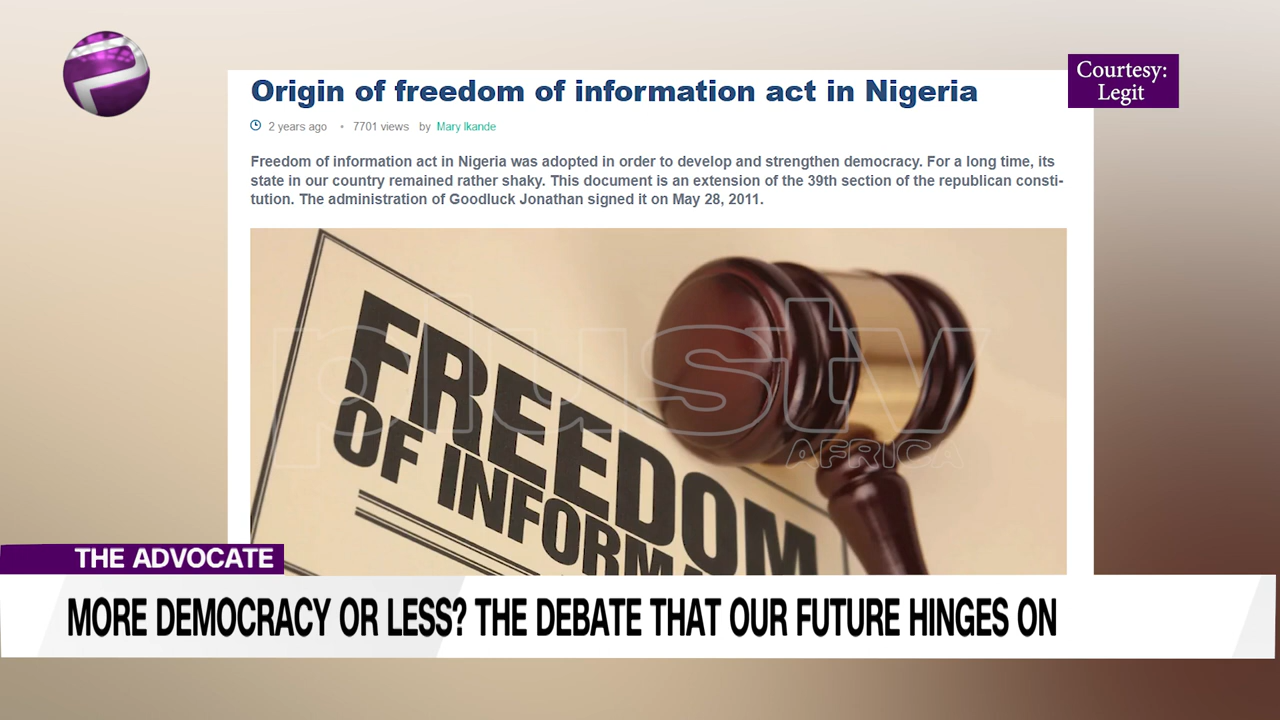 Courtesy:
Legit
Origin of freedom of information act in Nigeria
2 years ago • 7701 views by Mary Ikande
Freedom of information act in Nigeria was adopted in order to develop and strengthen democracy. For a long time, its
state in our country remained rather shaky. This document is an extension of the 39th section of the republican consti-
tution. The administration of Goodluck Jonathan signed it on May 28, 2011.
FREEDOM
OF INFORMA
plustv
AFRICA
THE ADVOCATE
MORE DEMOCRACY OR LESS? THE DEBATE THAT OUR FUTURE HINGES ON